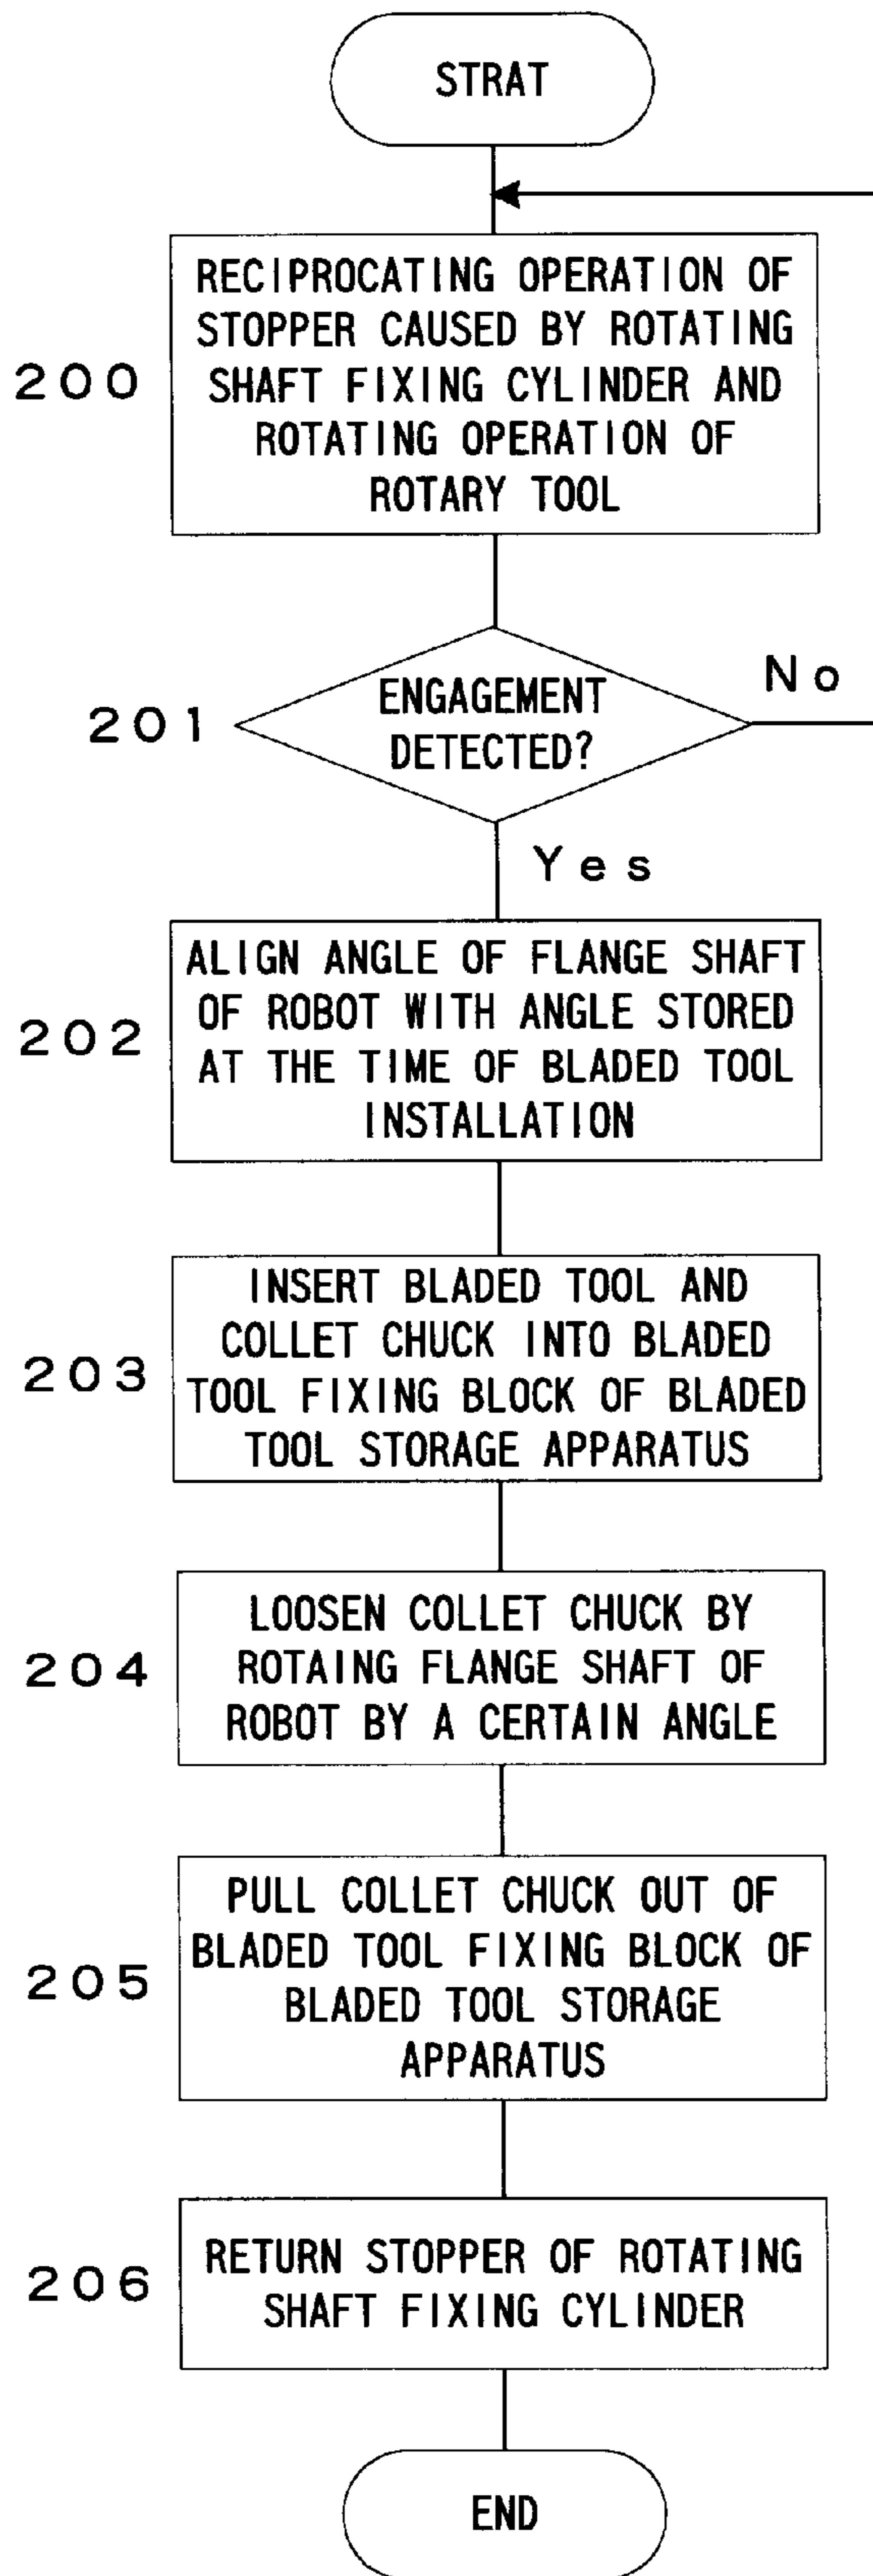 STRAT
200
RECIPROCATING OPERATION OF
STOPPER CAUSED BY ROTATING
SHAFT FIXING CYLINDER AND
ROTATING OPERATION OF
ROTARY TOOL
201
ENGAGEMENT
DETECTED?
No
Yes
202
ALIGN ANGLE OF FLANGE SHAFT
OF ROBOT WITH ANGLE STORED
AT THE TIME OF BLADED TOOL
INSTALLATION
203
INSERT BLADED TOOL AND
COLLET CHUCK INTO BLADED
TOOL FIXING BLOCK OF BLADED
TOOL STORAGE APPARATUS
204
LOOSEN COLLET CHUCK BY
ROTAING FLANGE SHAFT OF
ROBOT BY A CERTAIN ANGLE
205
PULL COLLET CHUCK OUT OF
BLADED TOOL FIXING BLOCK OF
BLADED TOOL STORAGE
APPARATUS
206
RETURN STOPPER OF ROTATING
SHAFT FIXING CYLINDER
END